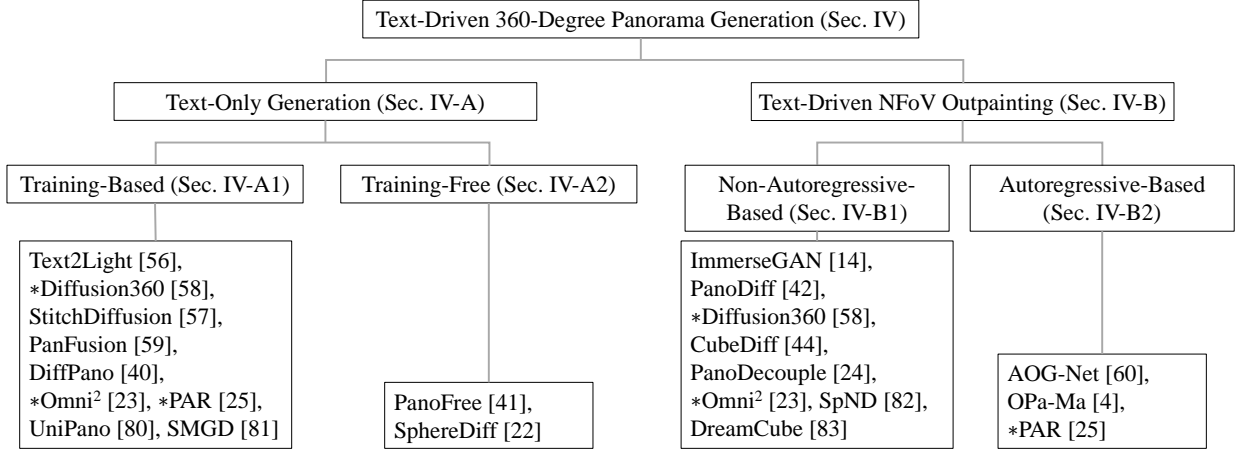 Text-Driven 360-Degree Panorama Generation (Sec. IV)
Text-Only Generation (Sec. IV-A)
Text-Driven NFoV Outpainting (Sec. IV-B)
Training-Based (Sec. IV-A1)
Training-Free (Sec. IV-A2)
Non-Autoregressive-
Based (Sec. IV-B1)
Autoregressive-Based
(Sec. IV-B2)
Text2Light [56],
*Diffusion360 [58],
StitchDiffusion [57],
PanFusion [59],
DiffPano [40],
*Omni² [23], *PAR [25],
UniPano [80], SMGD [81]
PanoFree [41],
SphereDiff [22]
ImmerseGAN [14],
PanoDiff [42],
*Diffusion360 [58],
CubeDiff [44],
PanoDecouple [24],
*Omni² [23], SpND [82],
DreamCube [83]
AOG-Net [60],
OPa-Ma [4],
*PAR [25]